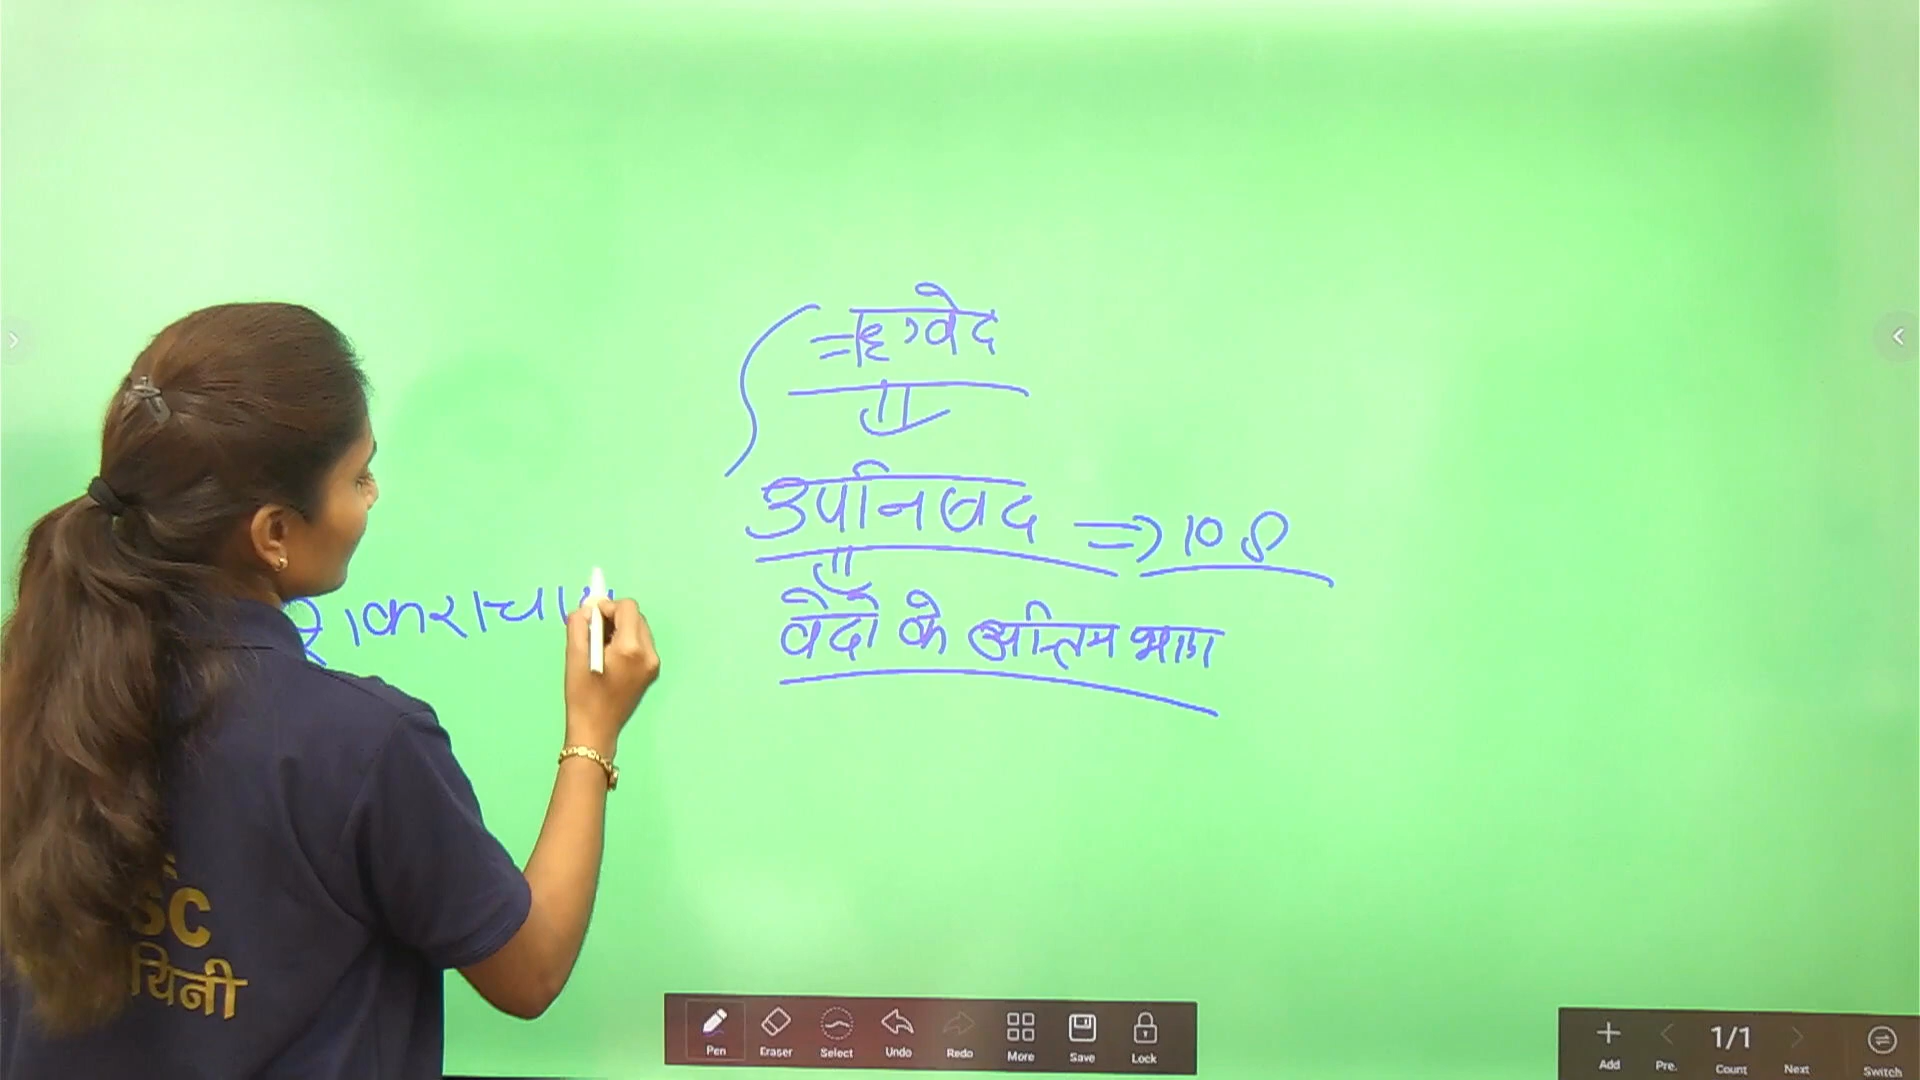 =ऋग्वेद
उपनिषद => 108
वेदों के अन्तिम भाग
शंकराचा
SC
यिनी
Pen Eraser Select Undo Redo More Save Lock
Add Pre. 1/1 Count Next Switch